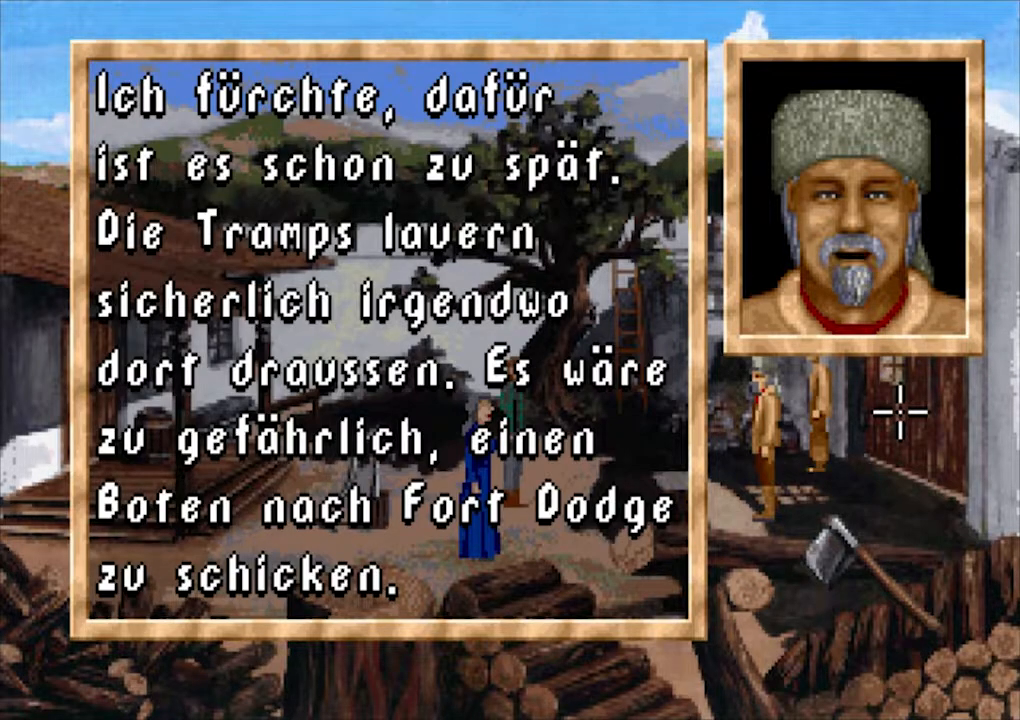 Ich fürchte, dafür
ist es schon zu spät.
Die Tramps lauern
sicherlich irgendwo
dort draussen. Es wäre
zu gefährlich, einen
Boten nach Fort Dodge
zu schicken.